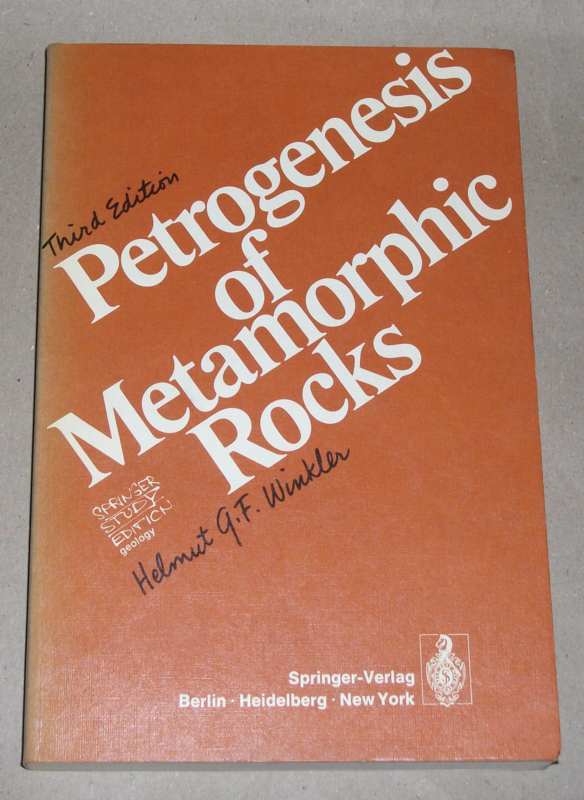 Third Edition
Petrogenesis
of
Metamorphic
Rocks
SPRINGER
STUDY
EDITION
geology
Helmut G.F. Winkler
Springer-Verlag
Berlin · Heidelberg · New York